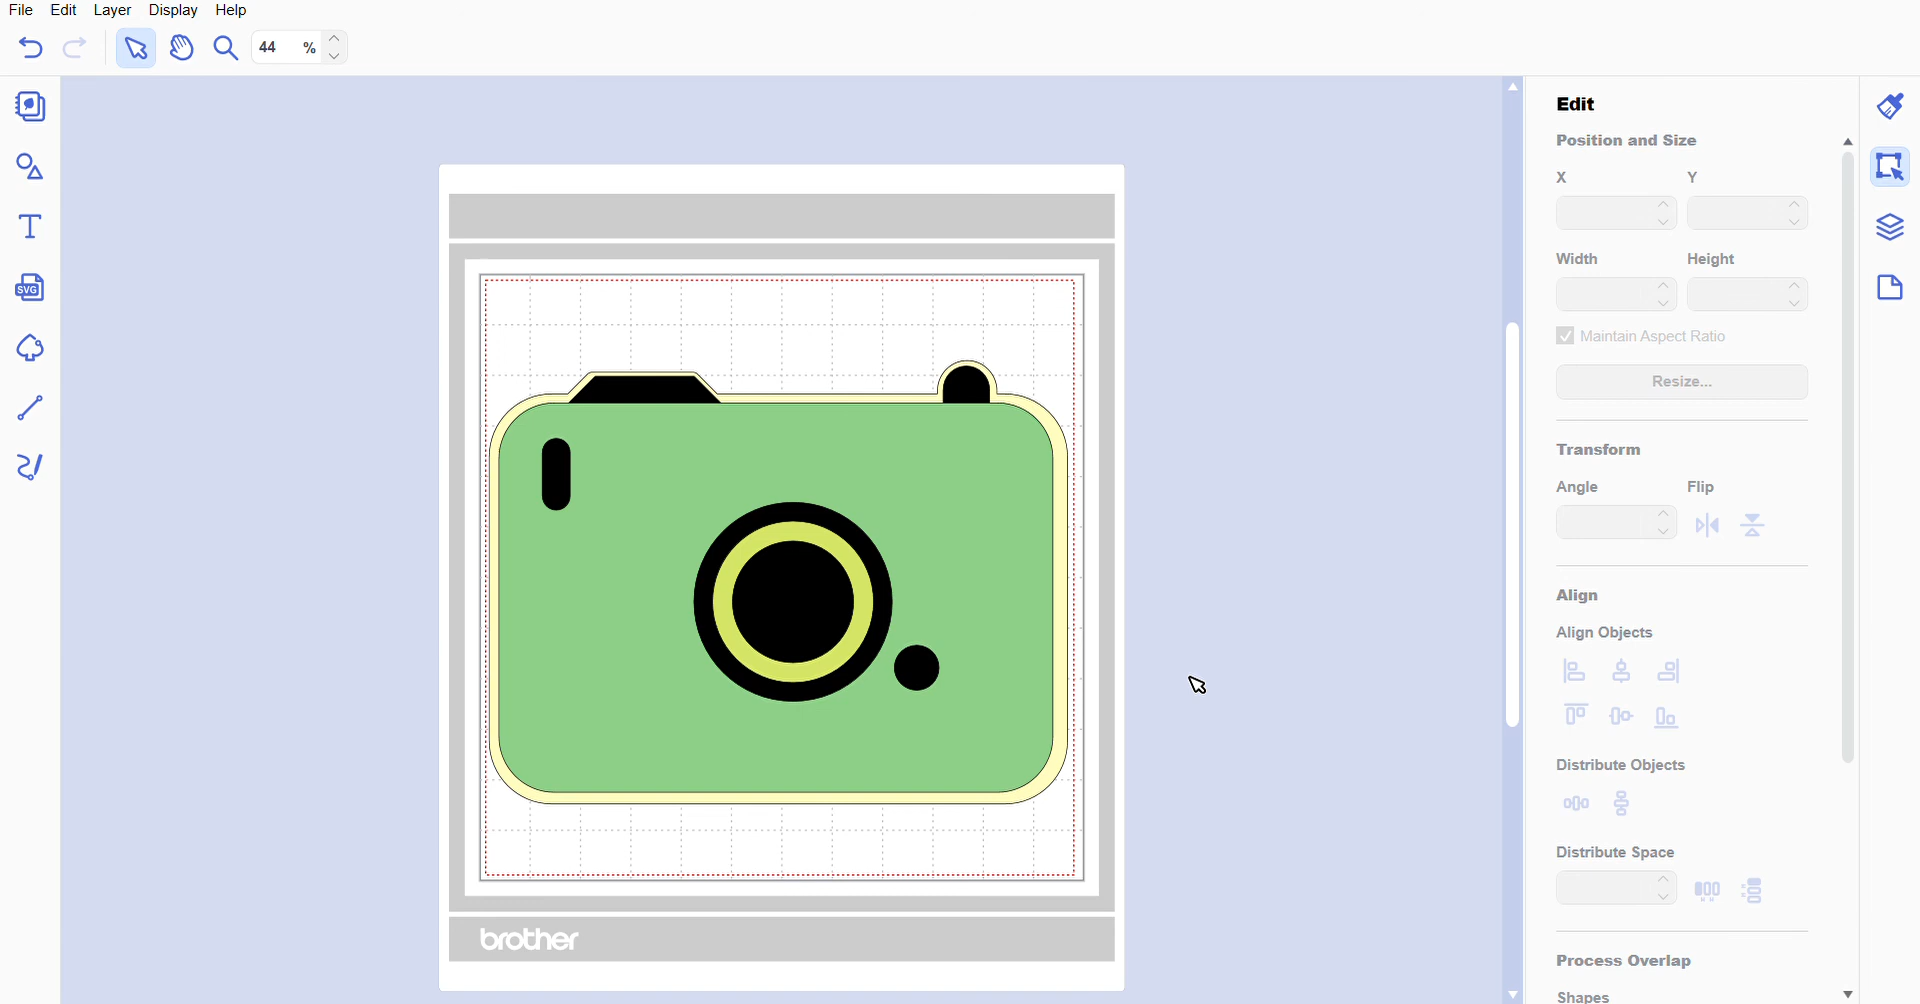 File Edit Layer Display Help
44 %
Edit
Position and Size
X Y
Width Height
Maintain Aspect Ratio
Resize...
Transform
Angle Flip
Align
Align Objects
Distribute Objects
Distribute Space
Process Overlap
Shapes
T
SVG
brother